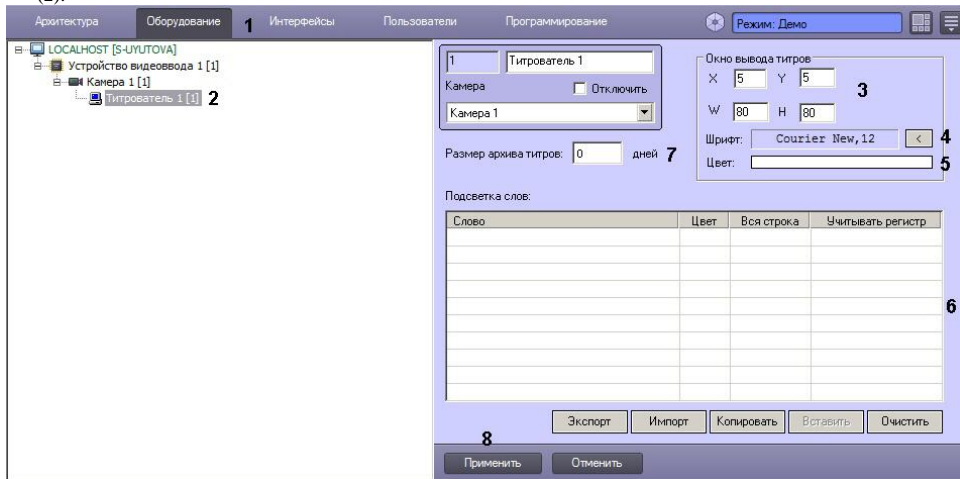 (2).
Архитектура Оборудование 1 Интерфейсы Пользователи Программирование Режим: Демо
LOCALHOST [S-UYUTOVA]
Устройство видеоввода 1 [1]
Камера 1 [1]
Титрователь 1 [1] 2
1 Титрователь 1
Камера Отключить
Камера 1
Размер архива титров: 0 дней 7
Окно вывода титров
X 5 Y 5 3
W 80 H 80
Шрифт: Courier New,12 < 4
Цвет: 5
Подсветка слов:
Слово Цвет Вся строка Учитывать регистр
6
Экспорт Импорт Копировать Вставить Очистить
8
Применить Отменить